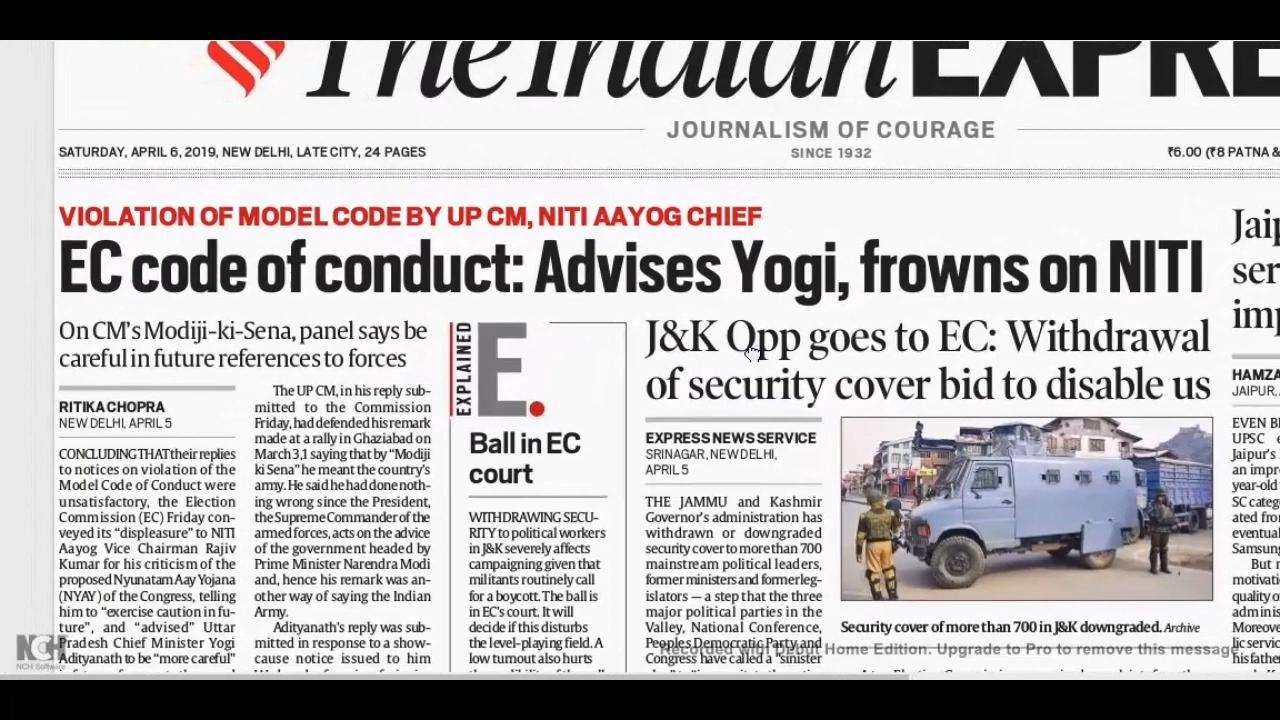 The Indian EXPRE
JOURNALISM OF COURAGE
SINCE 1932
SATURDAY, APRIL 6, 2019, NEW DELHI, LATE CITY, 24 PAGES
₹6.00 (₹8 PATNA &
VIOLATION OF MODEL CODE BY UP CM, NITI AAYOG CHIEF
EC code of conduct: Advises Yogi, frowns on NITI
On CM's Modiji-ki-Sena, panel says be
careful in future references to forces
RITIKA CHOPRA
NEW DELHI, APRIL 5
CONCLUDING THAT their replies
to notices on violation of the
Model Code of Conduct were
unsatisfactory, the Election
Commission (EC) Friday con-
veyed its "displeasure" to NITI
Aayog Vice Chairman Rajiv
Kumar for his criticism of the
proposed Nyunatam Aay Yojana
(NYAY) of the Congress, telling
him to "exercise caution in fu-
ture", and "advised" Uttar
Pradesh Chief Minister Yogi
Adityanath to be "more careful"
The UP CM, in his reply sub-
mitted to the Commission
Friday, had defended his remark
made at a rally in Ghaziabad on
March 3,1 saying that by "Modiji
ki Sena" he meant the country's
army. He said he had done noth-
ing wrong since the President,
the Supreme Commander of the
armed forces, acts on the advice
of the government headed by
Prime Minister Narendra Modi
and, hence his remark was an-
other way of saying the Indian
Army.
Adityanath's reply was sub-
mitted in response to a show-
cause notice issued to him
EXPLAINED
E.
Ball in EC
court
WITHDRAWING SECU-
RITY to political workers
in J&K severely affects
campaigning given that
militants routinely call
for a boycott. The ball is
in EC's court. It will
decide if this disturbs
the level-playing field. A
low turnout also hurts
J&K Opp goes to EC: Withdrawal
of security cover bid to disable us
EXPRESS NEWS SERVICE
SRINAGAR, NEW DELHI,
APRIL 5
THE JAMMU and Kashmir
Governor's administration has
withdrawn or downgraded
security cover to more than 700
mainstream political leaders,
former ministers and former leg-
islators — a step that the three
major political parties in the
Valley, National Conference,
Peoples Democratic Party and
Congress have called a "sinister
Security cover of more than 700 in J&K downgraded. Archive
Jaip
ser
imp
HAMZA
JAIPUR, 
EVEN BE
UPSC e
Jaipur's
an impr
year-old
SC categ
ated from
eventual
Samsung
But m
motivati
quality o
adminis
Moreove
lic servic
his fathe
NCH
NCH Software
Recorded with Debut Home Edition. Upgrade to Pro to remove this message